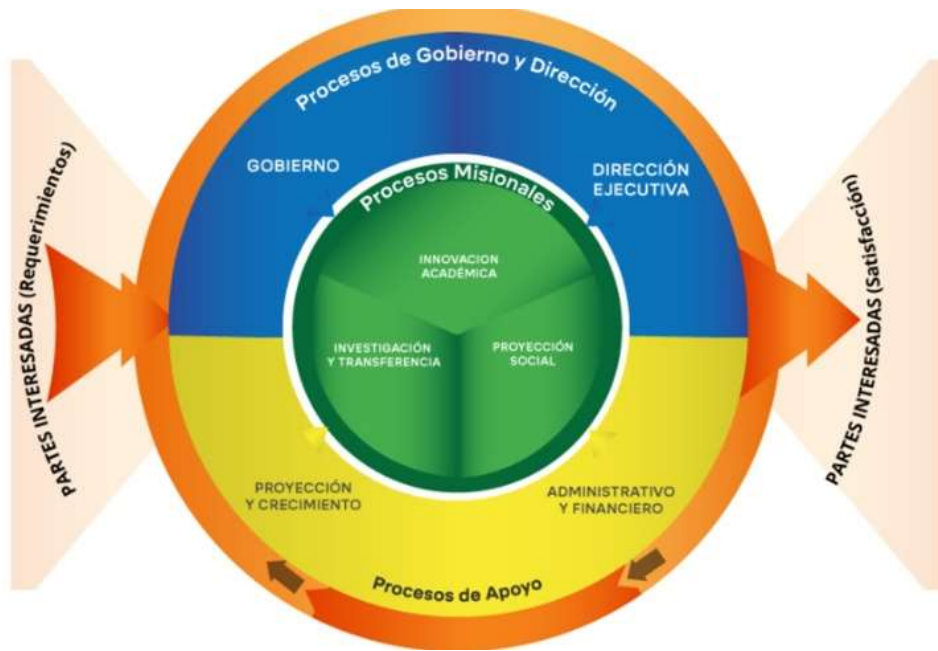 Procesos de Gobierno y Dirección
GOBIERNO
DIRECCIÓN
EJECUTIVA
Procesos Misionales
INNOVACION
ACADÉMICA
INVESTIGACIÓN
Y TRANSFERENCIA
PROYECCIÓN
SOCIAL
PARTES INTERESADAS (Requerimientos)
PARTES INTERESADAS (Satisfacción)
PROYECCIÓN
Y CRECIMIENTO
ADMINISTRATIVO
Y FINANCIERO
Procesos de Apoyo